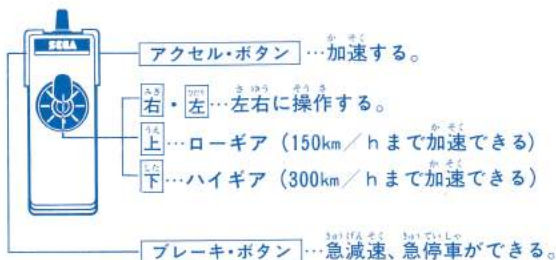 SEGA
アクセル・ボタン…加速する。
右・左…左右に操作する。
上…ローギア（150km／hまで加速できる）
下…ハイギア（300km／hまで加速できる）
ブレーキ・ボタン…急減速、急停車ができる。